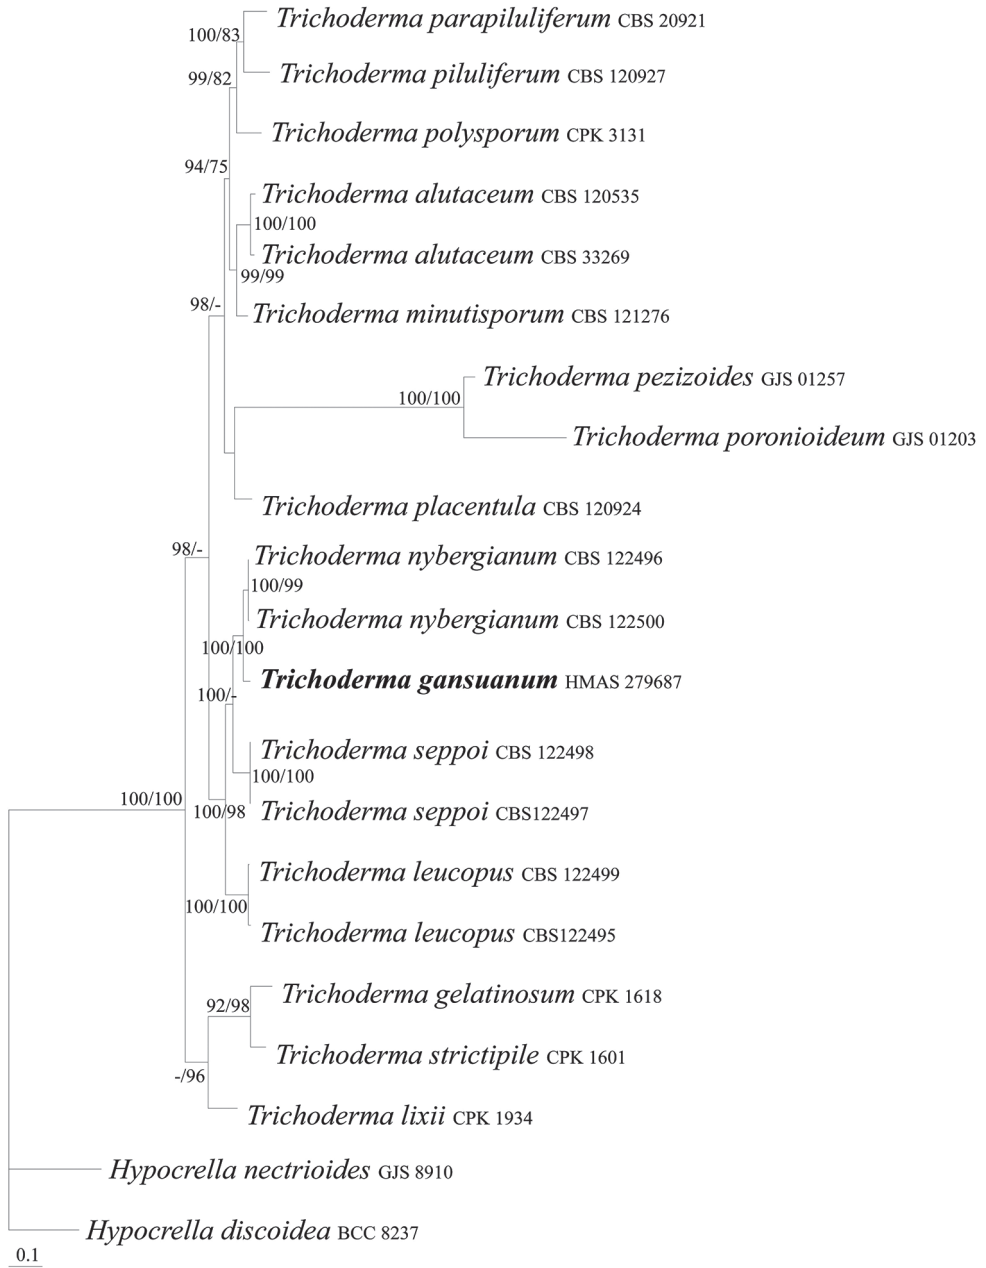 Trichoderma parapiluliferum CBS 20921
100/83
Trichoderma piluliferum CBS 120927
99/82
Trichoderma polysporum CPK 3131
94/75
Trichoderma alutaceum CBS 120535
100/100
Trichoderma alutaceum CBS 33269
99/99
98/-
Trichoderma minutisporum CBS 121276
Trichoderma pezizoides GJS 01257
100/100
Trichoderma poronioideum GJS 01203
Trichoderma placentula CBS 120924
98/-
Trichoderma nybergianum CBS 122496
100/99
Trichoderma nybergianum CBS 122500
100/100
Trichoderma gansuanum HMAS 279687
100/-
Trichoderma seppoi CBS 122498
100/100
100/100
100/98
Trichoderma seppoi CBS122497
Trichoderma leucopus CBS 122499
100/100
Trichoderma leucopus CBS122495
Trichoderma gelatinosum CPK 1618
92/98
Trichoderma strictipile CPK 1601
-/96
Trichoderma lixii CPK 1934
Hypocrella nectrioides GJS 8910
Hypocrella discoidea BCC 8237
0.1